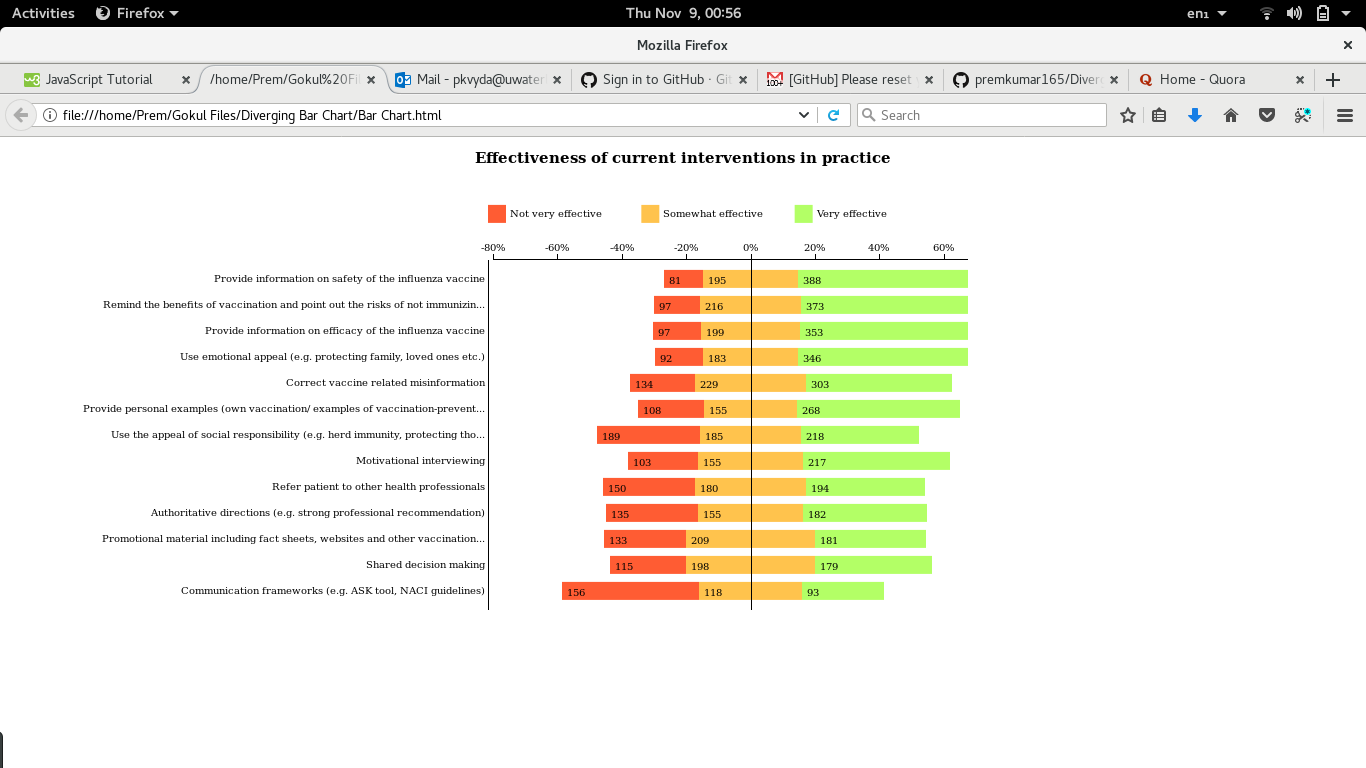 Activities Firefox Thu Nov 9, 00:56 en₁
Mozilla Firefox
JavaScript Tutorial /home/Prem/Gokul%20Fi Mail - pkvyda@uwater Sign in to GitHub · Git [GitHub] Please reset premkumar165/Diverg Home - Quora
file:///home/Prem/Gokul Files/Diverging Bar Chart/Bar Chart.html Search
Effectiveness of current interventions in practice
Not very effective Somewhat effective Very effective
-80% -60% -40% -20% 0% 20% 40% 60%
Provide information on safety of the influenza vaccine 81 195 388
Remind the benefits of vaccination and point out the risks of not immunizin... 97 216 373
Provide information on efficacy of the influenza vaccine 97 199 353
Use emotional appeal (e.g. protecting family, loved ones etc.) 92 183 346
Correct vaccine related misinformation 134 229 303
Provide personal examples (own vaccination/ examples of vaccination-prevent... 108 155 268
Use the appeal of social responsibility (e.g. herd immunity, protecting tho... 189 185 218
Motivational interviewing 103 155 217
Refer patient to other health professionals 150 180 194
Authoritative directions (e.g. strong professional recommendation) 135 155 182
Promotional material including fact sheets, websites and other vaccination... 133 209 181
Shared decision making 115 198 179
Communication frameworks (e.g. ASK tool, NACI guidelines) 156 118 93